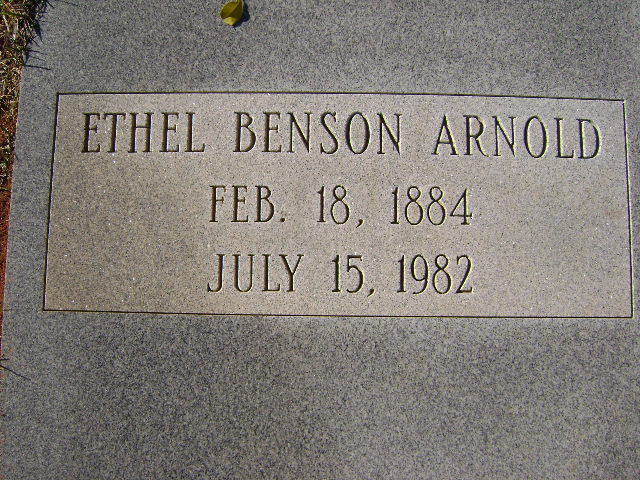 ETHEL BENSON ARNOLD
FEB. 18, 1884
JULY 15, 1982